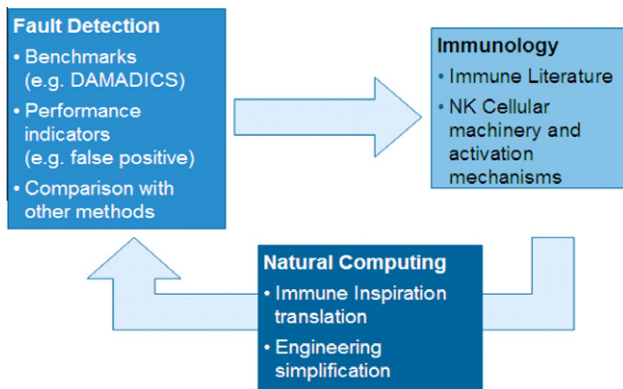 Fault Detection
• Benchmarks
(e.g. DAMADICS)
• Performance
indicators
(e.g. false positive)
• Comparison with
other methods
Immunology
• Immune Literature
• NK Cellular
machinery and
activation
mechanisms
Natural Computing
• Immune Inspiration
translation
• Engineering
simplification